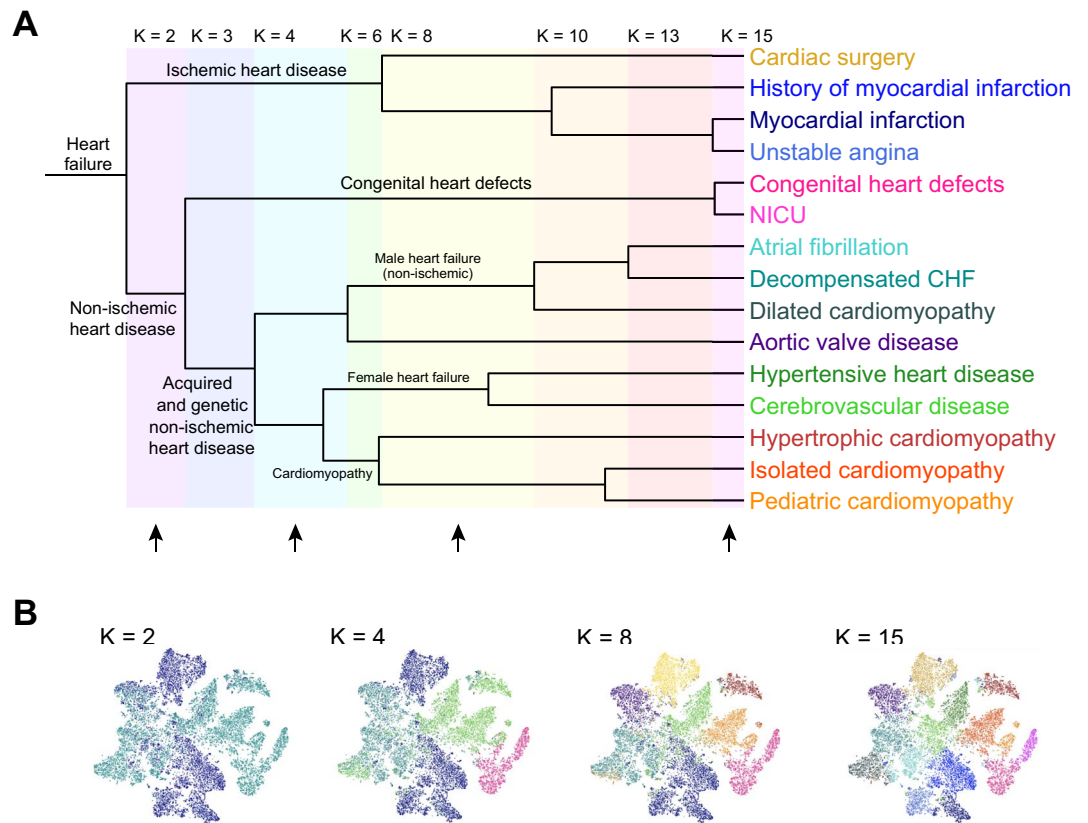 A
K = 2
K = 3
K = 4
K = 6
K = 8
K = 10
K = 13
K = 15
Cardiac surgery
Ischemic heart disease
History of myocardial infarction
Myocardial infarction
Heart
failure
Unstable angina
Congenital heart defects
Congenital heart defects
NICU
Atrial fibrillation
Male heart failure
(non-ischemic)
Decompensated CHF
Non-ischemic
heart disease
Dilated cardiomyopathy
Aortic valve disease
Acquired
and genetic
non-ischemic
heart disease
Female heart failure
Hypertensive heart disease
Cerebrovascular disease
Hypertrophic cardiomyopathy
Cardiomyopathy
Isolated cardiomyopathy
Pediatric cardiomyopathy
B
K = 2
K = 4
K = 8
K = 15